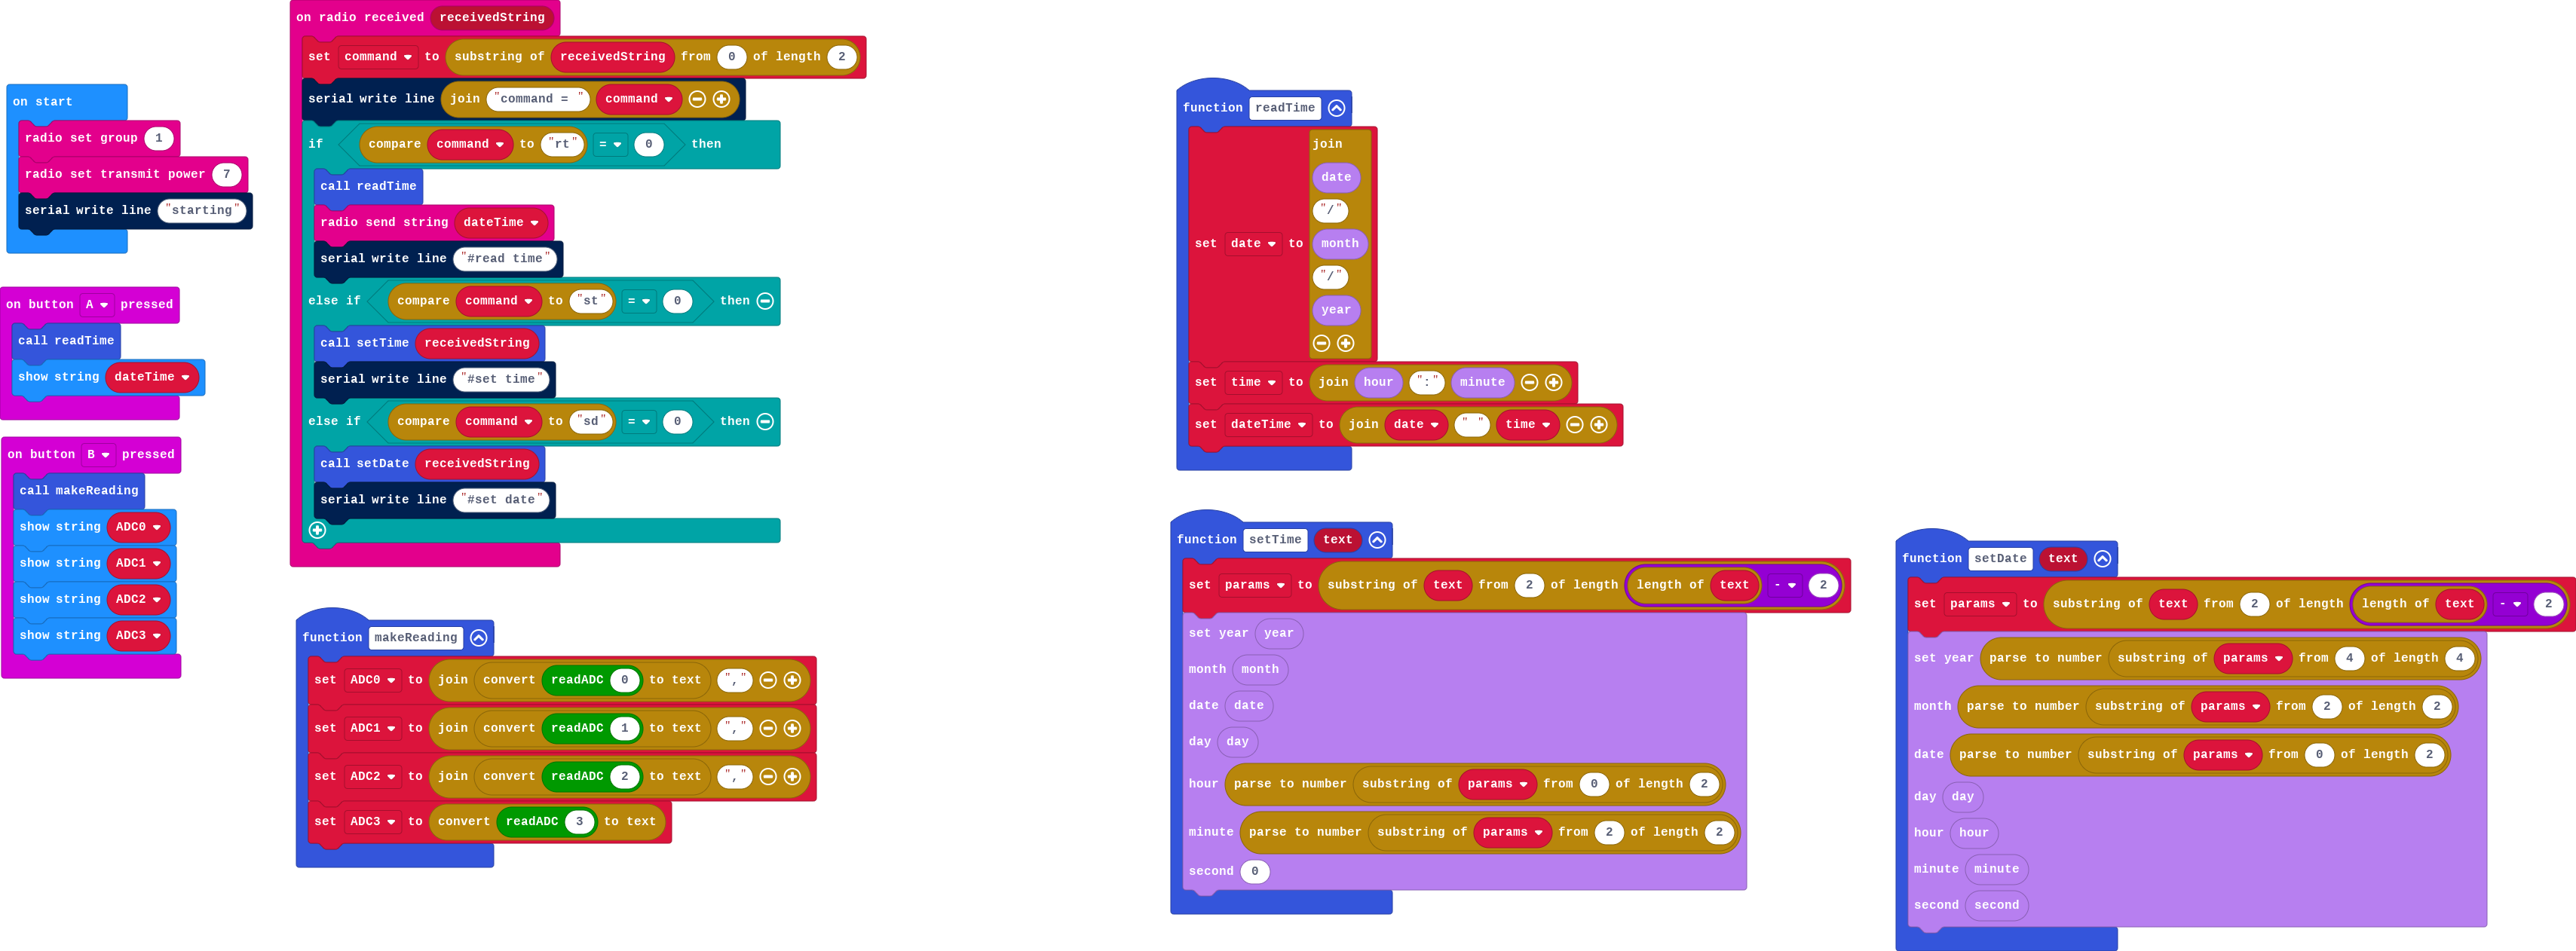 on start
radio set group 1
radio set transmit power 7
serial write line "starting"
on button A pressed
call readTime
show string dateTime
on button B pressed
call makeReading
show string ADC0
show string ADC1
show string ADC2
show string ADC3
on radio received receivedString
set command to substring of receivedString from 0 of length 2
serial write line join "command = " command
if compare command to "rt" = 0 then
call readTime
radio send string dateTime
serial write line "#read time"
else if compare command to "st" = 0 then
call setTime receivedString
serial write line "#set time"
else if compare command to "sd" = 0 then
call setDate receivedString
serial write line "#set date"
function makeReading
set ADC0 to join convert readADC 0 to text ","
set ADC1 to join convert readADC 1 to text ","
set ADC2 to join convert readADC 2 to text ","
set ADC3 to convert readADC 3 to text
function readTime
join
date
"/"
set date to month
"/"
year
set time to join hour ":" minute
set dateTime to join date " " time
function setTime text
set params to substring of text from 2 of length length of text - 2
set year year
month month
date date
day day
hour parse to number substring of params from 0 of length 2
minute parse to number substring of params from 2 of length 2
second 0
function setDate text
set params to substring of text from 2 of length length of text - 2
set year parse to number substring of params from 4 of length 4
month parse to number substring of params from 2 of length 2
date parse to number substring of params from 0 of length 2
day day
hour hour
minute minute
second second